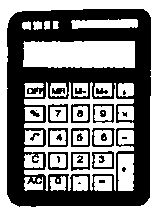 OFF MR M- M+ ÷
% 7 8 9 ×
√ 4 5 6 -
C 1 2 3 +
AC 0 . =